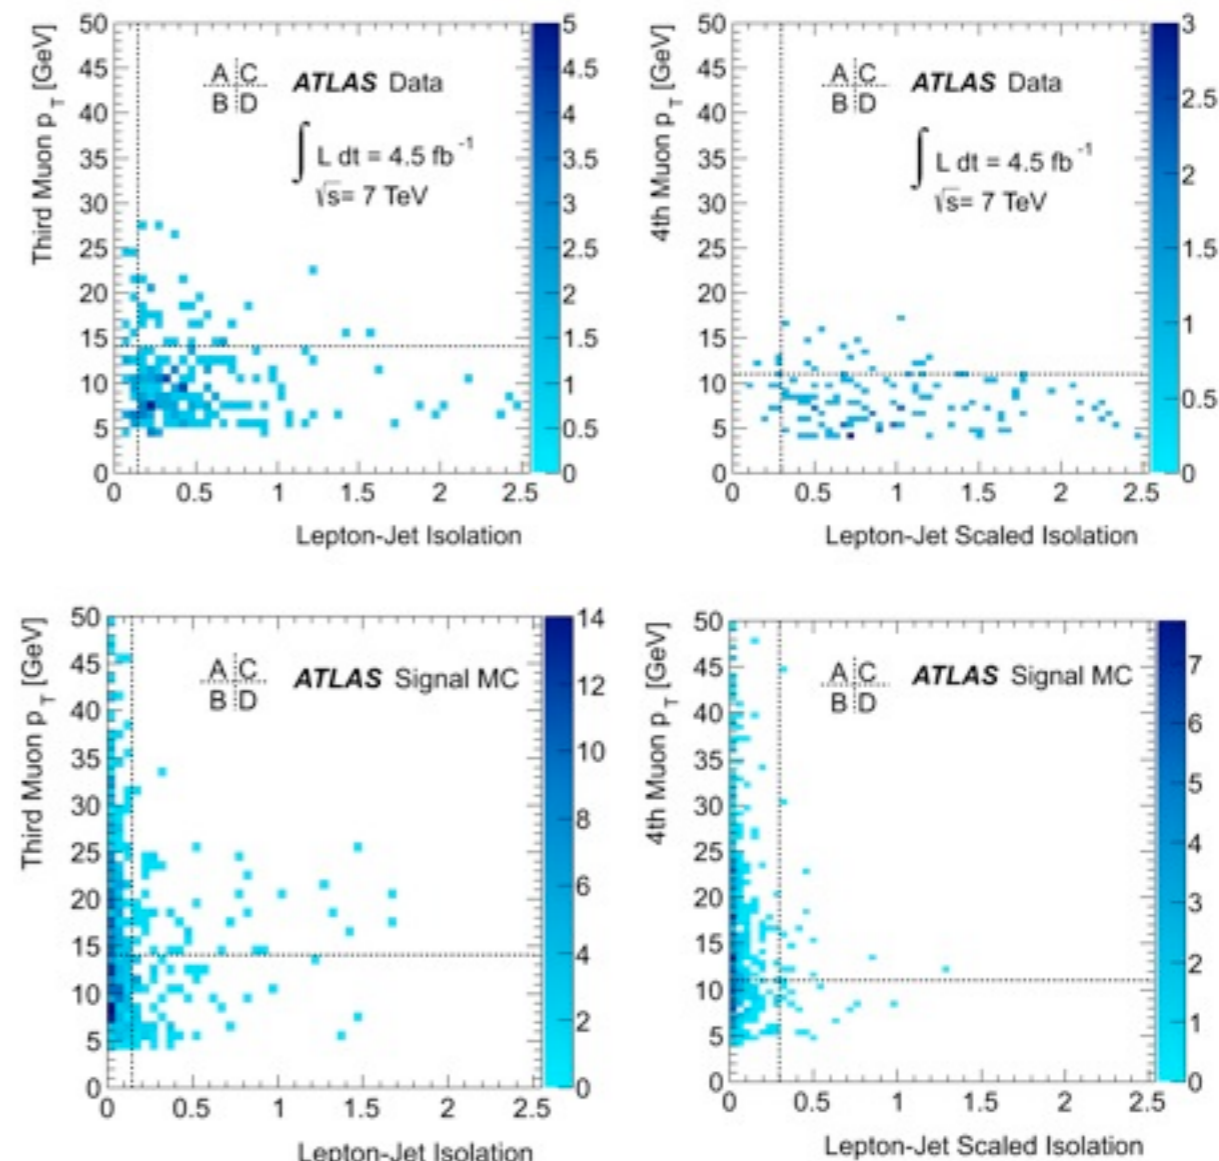 50
45
40
35
30
25
20
15
10
5
0
Third Muon p T [GeV]
A C
B D
ATLAS Data
∫ L dt = 4.5 fb -1
√s= 7 TeV
0 0.5 1 1.5 2 2.5
Lepton-Jet Isolation
5
4.5
4
3.5
3
2.5
2
1.5
1
0.5
0
50
45
40
35
30
25
20
15
10
5
0
4th Muon p T [GeV]
A C
B D
ATLAS Data
∫ L dt = 4.5 fb -1
√s= 7 TeV
0 0.5 1 1.5 2 2.5
Lepton-Jet Scaled Isolation
3
2.5
2
1.5
1
0.5
0
50
45
40
35
30
25
20
15
10
5
0
Third Muon p T [GeV]
A C
B D
ATLAS Signal MC
0 0.5 1 1.5 2 2.5
Lepton-Jet Isolation
14
12
10
8
6
4
2
0
50
45
40
35
30
25
20
15
10
5
0
4th Muon p T [GeV]
A C
B D
ATLAS Signal MC
0 0.5 1 1.5 2 2.5
Lepton-Jet Scaled Isolation
7
6
5
4
3
2
1
0